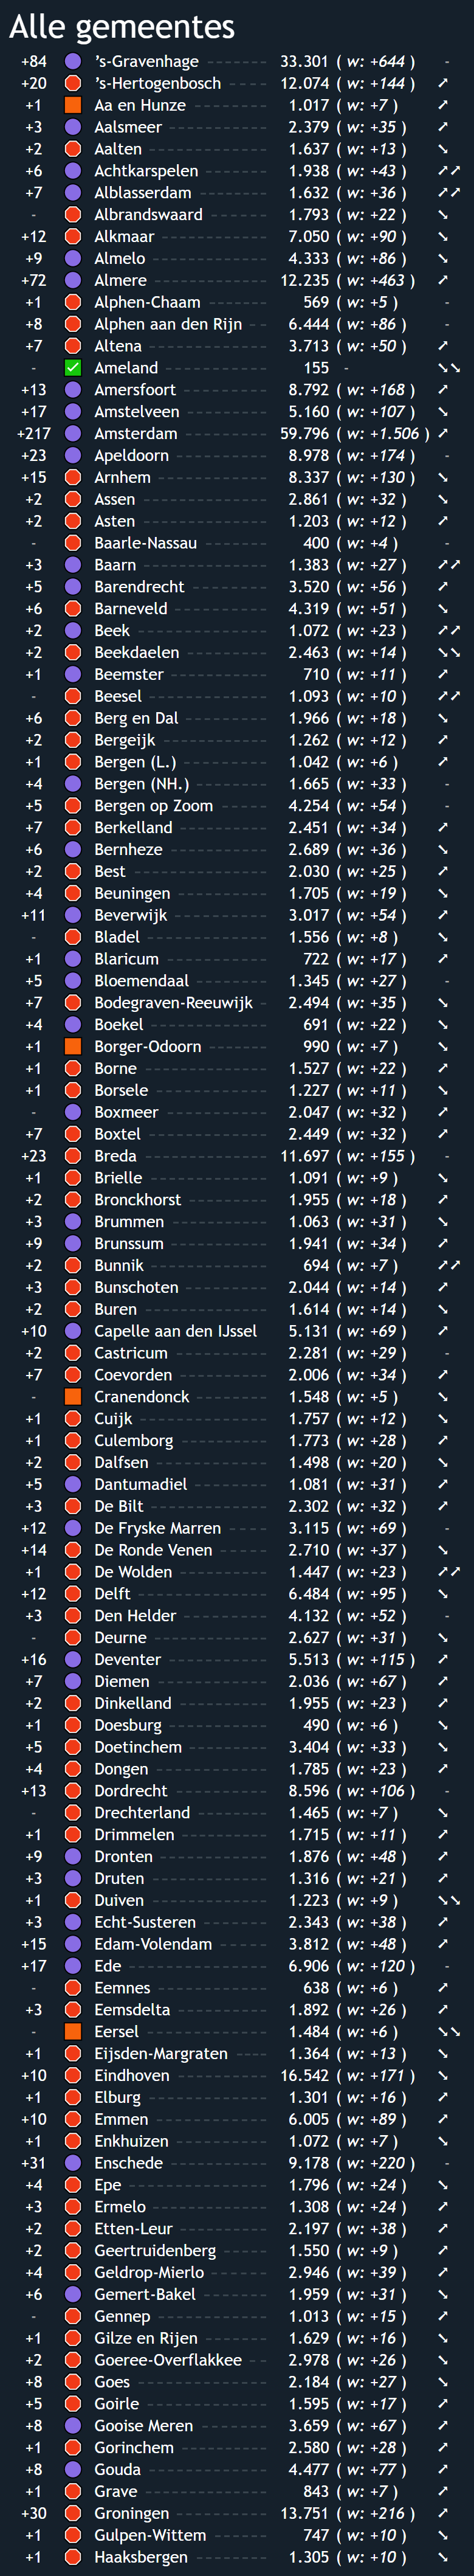 Alle gemeentes
+84 ’s-Gravenhage 33.301 ( w: +644 ) -
+20 ’s-Hertogenbosch 12.074 ( w: +144 )
+1 Aa en Hunze 1.017 ( w: +7 )
+3 Aalsmeer 2.379 ( w: +35 )
+2 Aalten 1.637 ( w: +13 )
+6 Achtkarspelen 1.938 ( w: +43 )
+7 Alblasserdam 1.632 ( w: +36 )
- Albrandswaard 1.793 ( w: +22 )
+12 Alkmaar 7.050 ( w: +90 )
+9 Almelo 4.333 ( w: +86 )
+72 Almere 12.235 ( w: +463 )
+1 Alphen-Chaam 569 ( w: +5 ) -
+8 Alphen aan den Rijn 6.444 ( w: +86 ) -
+7 Altena 3.713 ( w: +50 )
- Ameland 155 -
+13 Amersfoort 8.792 ( w: +168 )
+17 Amstelveen 5.160 ( w: +107 )
+217 Amsterdam 59.796 ( w: +1.506 )
+23 Apeldoorn 8.978 ( w: +174 ) -
+15 Arnhem 8.337 ( w: +130 )
+2 Assen 2.861 ( w: +32 )
+2 Asten 1.203 ( w: +12 )
- Baarle-Nassau 400 ( w: +4 ) -
+3 Baarn 1.383 ( w: +27 )
+5 Barendrecht 3.520 ( w: +56 )
+6 Barneveld 4.319 ( w: +51 )
+2 Beek 1.072 ( w: +23 )
+2 Beekdaelen 2.463 ( w: +14 )
+1 Beemster 710 ( w: +11 )
- Beesel 1.093 ( w: +10 )
+6 Berg en Dal 1.966 ( w: +18 )
+2 Bergeijk 1.262 ( w: +12 )
+1 Bergen (L.) 1.042 ( w: +6 )
+4 Bergen (NH.) 1.665 ( w: +33 ) -
+5 Bergen op Zoom 4.254 ( w: +54 ) -
+7 Berkelland 2.451 ( w: +34 )
+6 Bernheze 2.689 ( w: +36 )
+2 Best 2.030 ( w: +25 )
+4 Beuningen 1.705 ( w: +19 )
+11 Beverwijk 3.017 ( w: +54 )
- Bladel 1.556 ( w: +8 )
+1 Blaricum 722 ( w: +17 )
+5 Bloemendaal 1.345 ( w: +27 ) -
+7 Bodegraven-Reeuwijk 2.494 ( w: +35 )
+4 Boekel 691 ( w: +22 )
+1 Borger-Odoorn 990 ( w: +7 )
+1 Borne 1.527 ( w: +22 )
+1 Borsele 1.227 ( w: +11 )
- Boxmeer 2.047 ( w: +32 )
+7 Boxtel 2.449 ( w: +32 )
+23 Breda 11.697 ( w: +155 ) -
+1 Brielle 1.091 ( w: +9 )
+2 Bronckhorst 1.955 ( w: +18 )
+3 Brummen 1.063 ( w: +31 )
+9 Brunssum 1.941 ( w: +34 )
+2 Bunnik 694 ( w: +7 )
+3 Bunschoten 2.044 ( w: +14 )
+2 Buren 1.614 ( w: +14 )
+10 Capelle aan den IJssel 5.131 ( w: +69 )
+2 Castricum 2.281 ( w: +29 ) -
+7 Coevorden 2.006 ( w: +34 )
- Cranendonck 1.548 ( w: +5 )
+1 Cuijk 1.757 ( w: +12 )
+1 Culemborg 1.773 ( w: +28 )
+2 Dalfsen 1.498 ( w: +20 )
+5 Dantumadiel 1.081 ( w: +31 )
+3 De Bilt 2.302 ( w: +32 )
+12 De Fryske Marren 3.115 ( w: +69 ) -
+14 De Ronde Venen 2.710 ( w: +37 )
+1 De Wolden 1.447 ( w: +23 )
+12 Delft 6.484 ( w: +95 )
+3 Den Helder 4.132 ( w: +52 ) -
- Deurne 2.627 ( w: +31 )
+16 Deventer 5.513 ( w: +115 )
+7 Diemen 2.036 ( w: +67 )
+2 Dinkelland 1.955 ( w: +23 )
+1 Doesburg 490 ( w: +6 )
+5 Doetinchem 3.404 ( w: +33 )
+4 Dongen 1.785 ( w: +23 )
+13 Dordrecht 8.596 ( w: +106 ) -
- Drechterland 1.465 ( w: +7 )
+1 Drimmelen 1.715 ( w: +11 )
+9 Dronten 1.876 ( w: +48 )
+3 Druten 1.316 ( w: +21 )
+1 Duiven 1.223 ( w: +9 )
+3 Echt-Susteren 2.343 ( w: +38 )
+15 Edam-Volendam 3.812 ( w: +48 )
+17 Ede 6.906 ( w: +120 ) -
- Eemnes 638 ( w: +6 )
+3 Eemsdelta 1.892 ( w: +26 )
- Eersel 1.484 ( w: +6 )
+1 Eijsden-Margraten 1.364 ( w: +13 )
+10 Eindhoven 16.542 ( w: +171 )
+1 Elburg 1.301 ( w: +16 )
+10 Emmen 6.005 ( w: +89 )
+1 Enkhuizen 1.072 ( w: +7 )
+31 Enschede 9.178 ( w: +220 ) -
+4 Epe 1.796 ( w: +24 )
+3 Ermelo 1.308 ( w: +24 )
+2 Etten-Leur 2.197 ( w: +38 )
+2 Geertruidenberg 1.550 ( w: +9 )
+4 Geldrop-Mierlo 2.946 ( w: +39 )
+6 Gemert-Bakel 1.959 ( w: +31 )
- Gennep 1.013 ( w: +15 )
+1 Gilze en Rijen 1.629 ( w: +16 )
+2 Goeree-Overflakkee 2.978 ( w: +26 )
+8 Goes 2.184 ( w: +27 )
+5 Goirle 1.595 ( w: +17 )
+8 Gooise Meren 3.659 ( w: +67 )
+1 Gorinchem 2.580 ( w: +28 )
+8 Gouda 4.477 ( w: +77 )
+1 Grave 843 ( w: +7 )
+30 Groningen 13.751 ( w: +216 )
+1 Gulpen-Wittem 747 ( w: +10 )
+1 Haaksbergen 1.305 ( w: +10 )